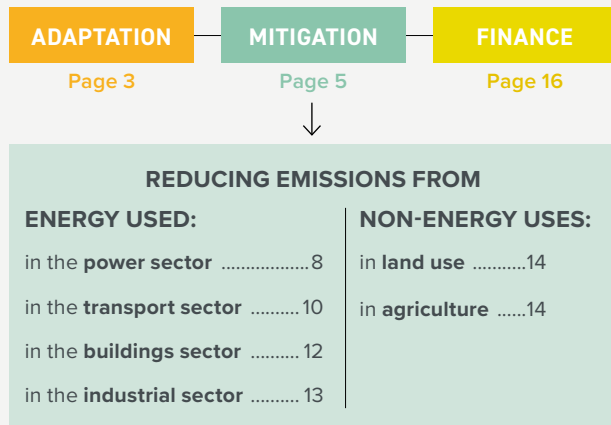 ADAPTATION MITIGATION FINANCE
Page 3 Page 5 Page 16
REDUCING EMISSIONS FROM
ENERGY USED:
in the power sector ..................8
in the transport sector .......... 10
in the buildings sector .......... 12
in the industrial sector .......... 13
NON-ENERGY USES:
in land use ...........14
in agriculture ......14